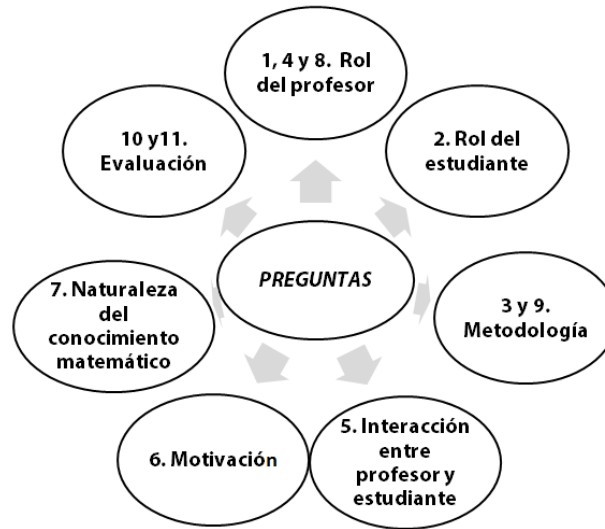 1, 4 y 8.  Rol
del profesor
2. Rol del
estudiante
3 y 9.
Metodología
5. Interacción
entre
profesor y
estudiante
6. Motivación
7. Naturaleza
del
conocimiento
matemático
10 y11.
Evaluación
PREGUNTAS